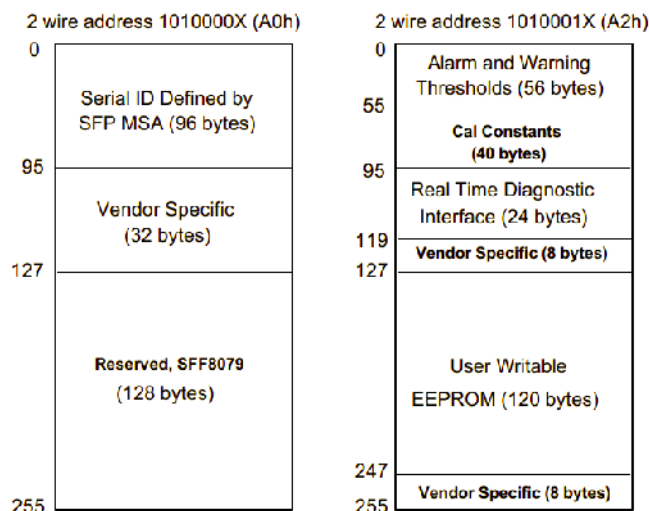 2 wire address 1010000X (A0h)
0
Serial ID Defined by
SFP MSA (96 bytes)
95
Vendor Specific
(32 bytes)
127
Reserved, SFF8079
(128 bytes)
255
2 wire address 1010001X (A2h)
0
Alarm and Warning
Thresholds (56 bytes)
55
Cal Constants
(40 bytes)
95
Real Time Diagnostic
Interface (24 bytes)
119
Vendor Specific (8 bytes)
127
User Writable
EEPROM (120 bytes)
247
Vendor Specific (8 bytes)
255